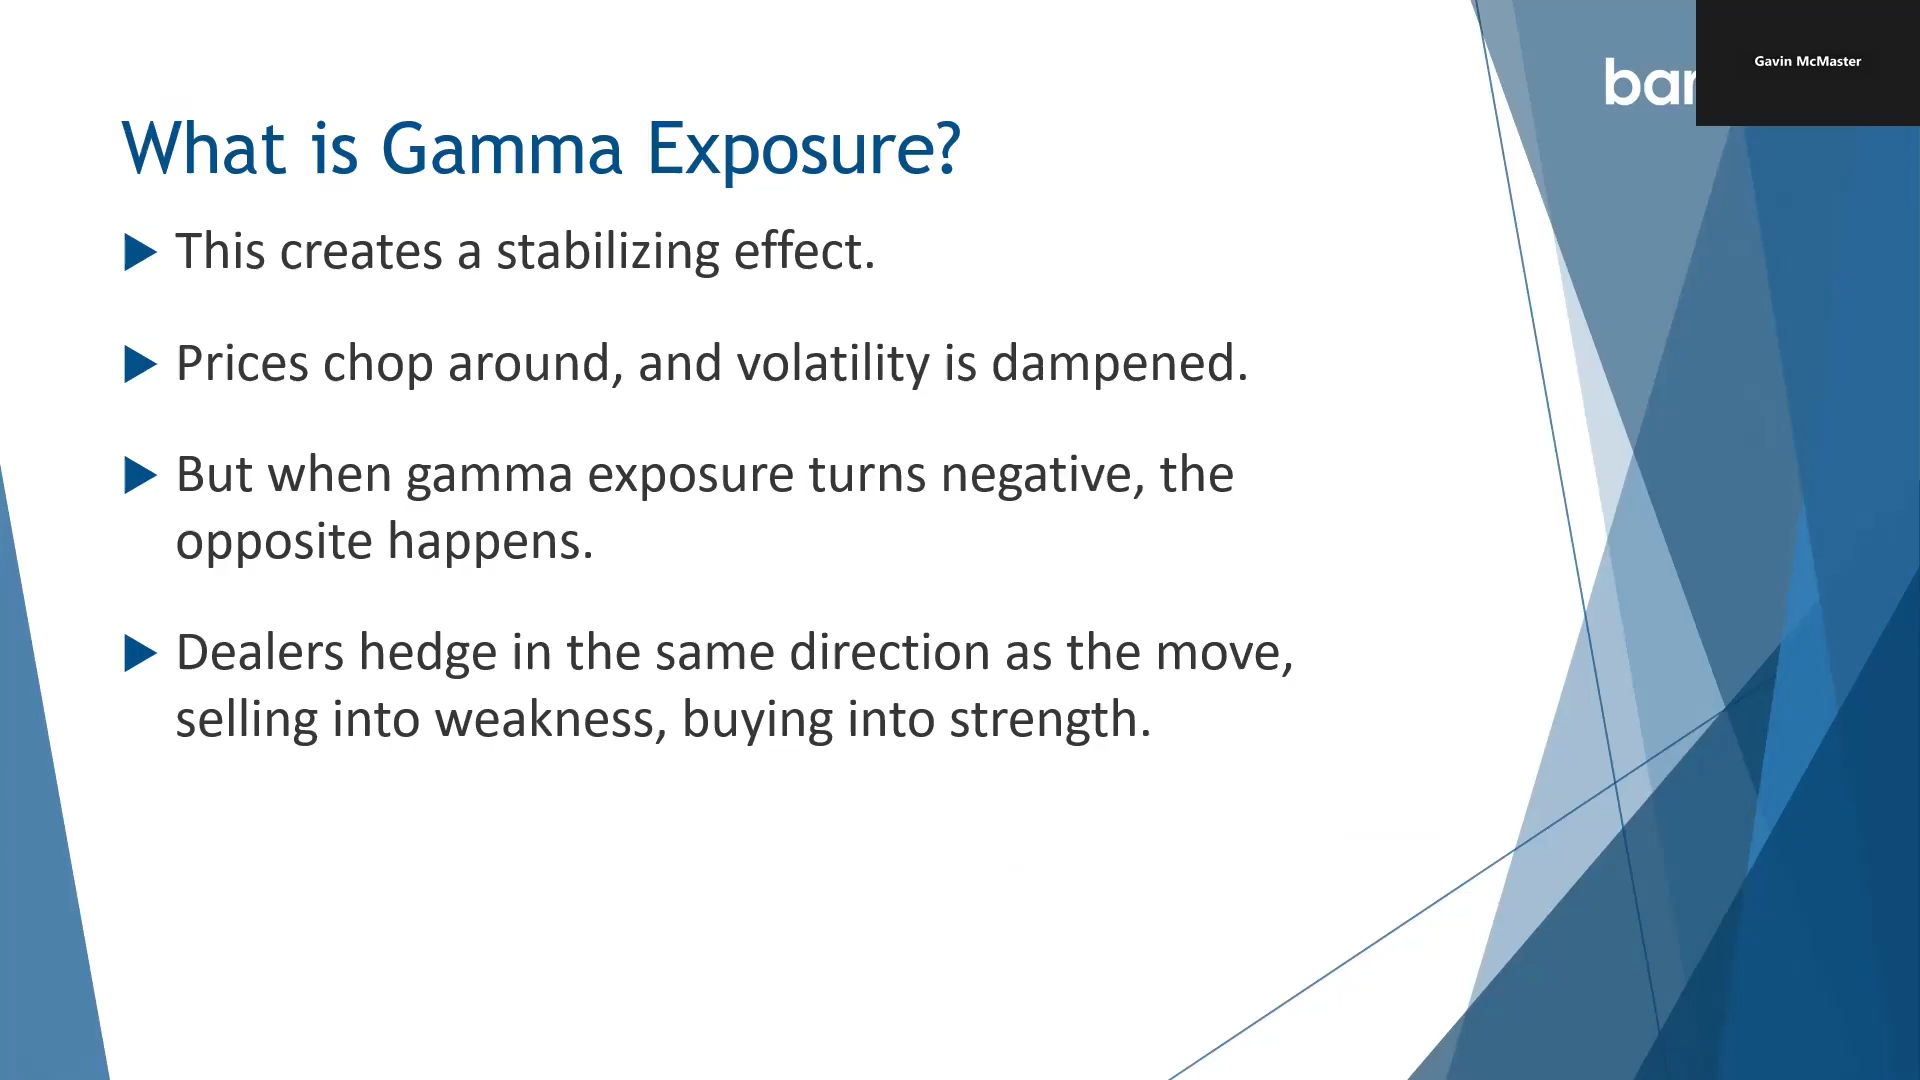 Gavin McMaster
What is Gamma Exposure?
This creates a stabilizing effect.
Prices chop around, and volatility is dampened.
But when gamma exposure turns negative, the
opposite happens.
Dealers hedge in the same direction as the move,
selling into weakness, buying into strength.